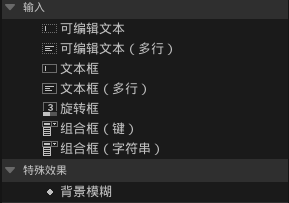 输入
可编辑文本
可编辑文本（多行）
文本框
文本框（多行）
3 旋转框
组合框（键）
组合框（字符串）
特殊效果
背景模糊